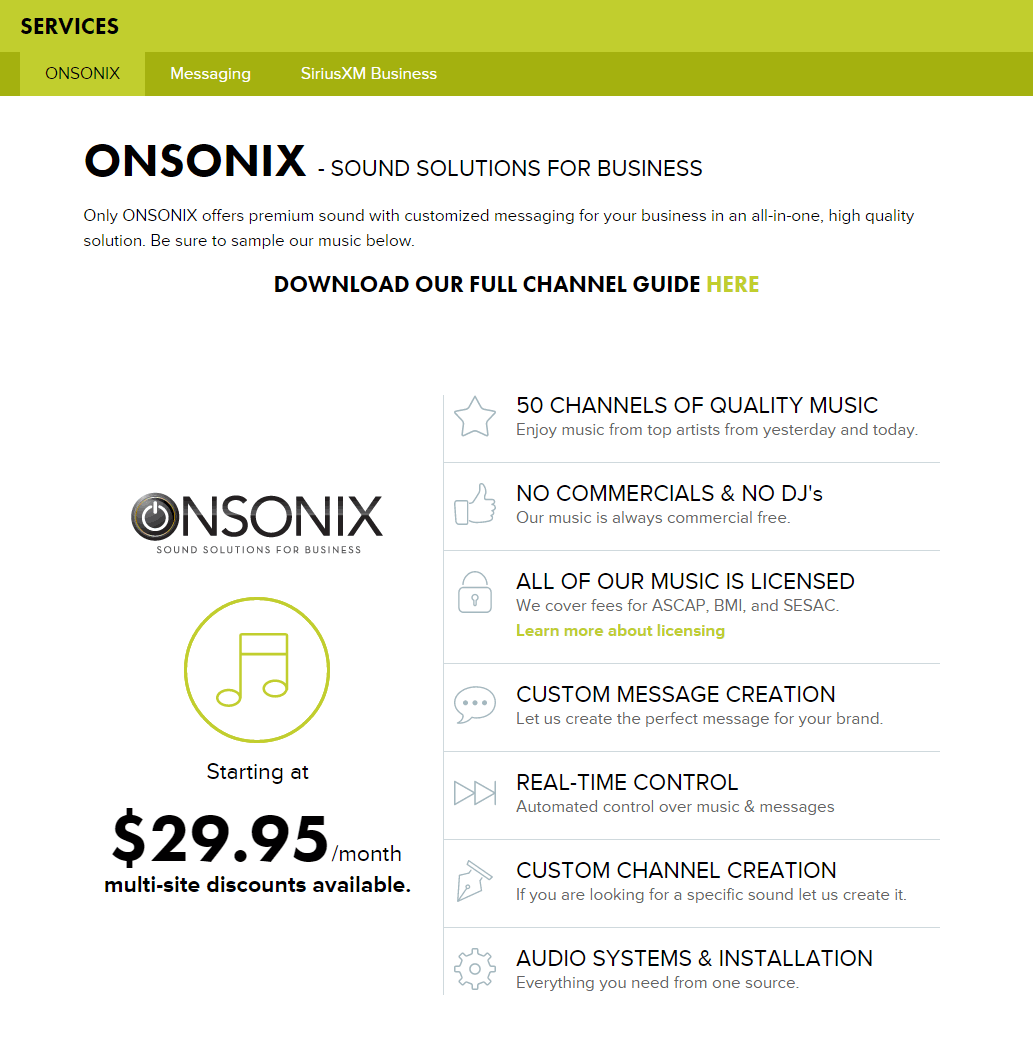 SERVICES
ONSONIX Messaging SiriusXM Business
ONSONIX - SOUND SOLUTIONS FOR BUSINESS
Only ONSONIX offers premium sound with customized messaging for your business in an all-in-one, high quality
solution. Be sure to sample our music below.
DOWNLOAD OUR FULL CHANNEL GUIDE HERE
ONSONIX
SOUND SOLUTIONS FOR BUSINESS
Starting at
$29.95/month
multi-site discounts available.
50 CHANNELS OF QUALITY MUSIC
Enjoy music from top artists from yesterday and today.
NO COMMERCIALS & NO DJ's
Our music is always commercial free.
ALL OF OUR MUSIC IS LICENSED
We cover fees for ASCAP, BMI, and SESAC.
Learn more about licensing
CUSTOM MESSAGE CREATION
Let us create the perfect message for your brand.
REAL-TIME CONTROL
Automated control over music & messages
CUSTOM CHANNEL CREATION
If you are looking for a specific sound let us create it.
AUDIO SYSTEMS & INSTALLATION
Everything you need from one source.